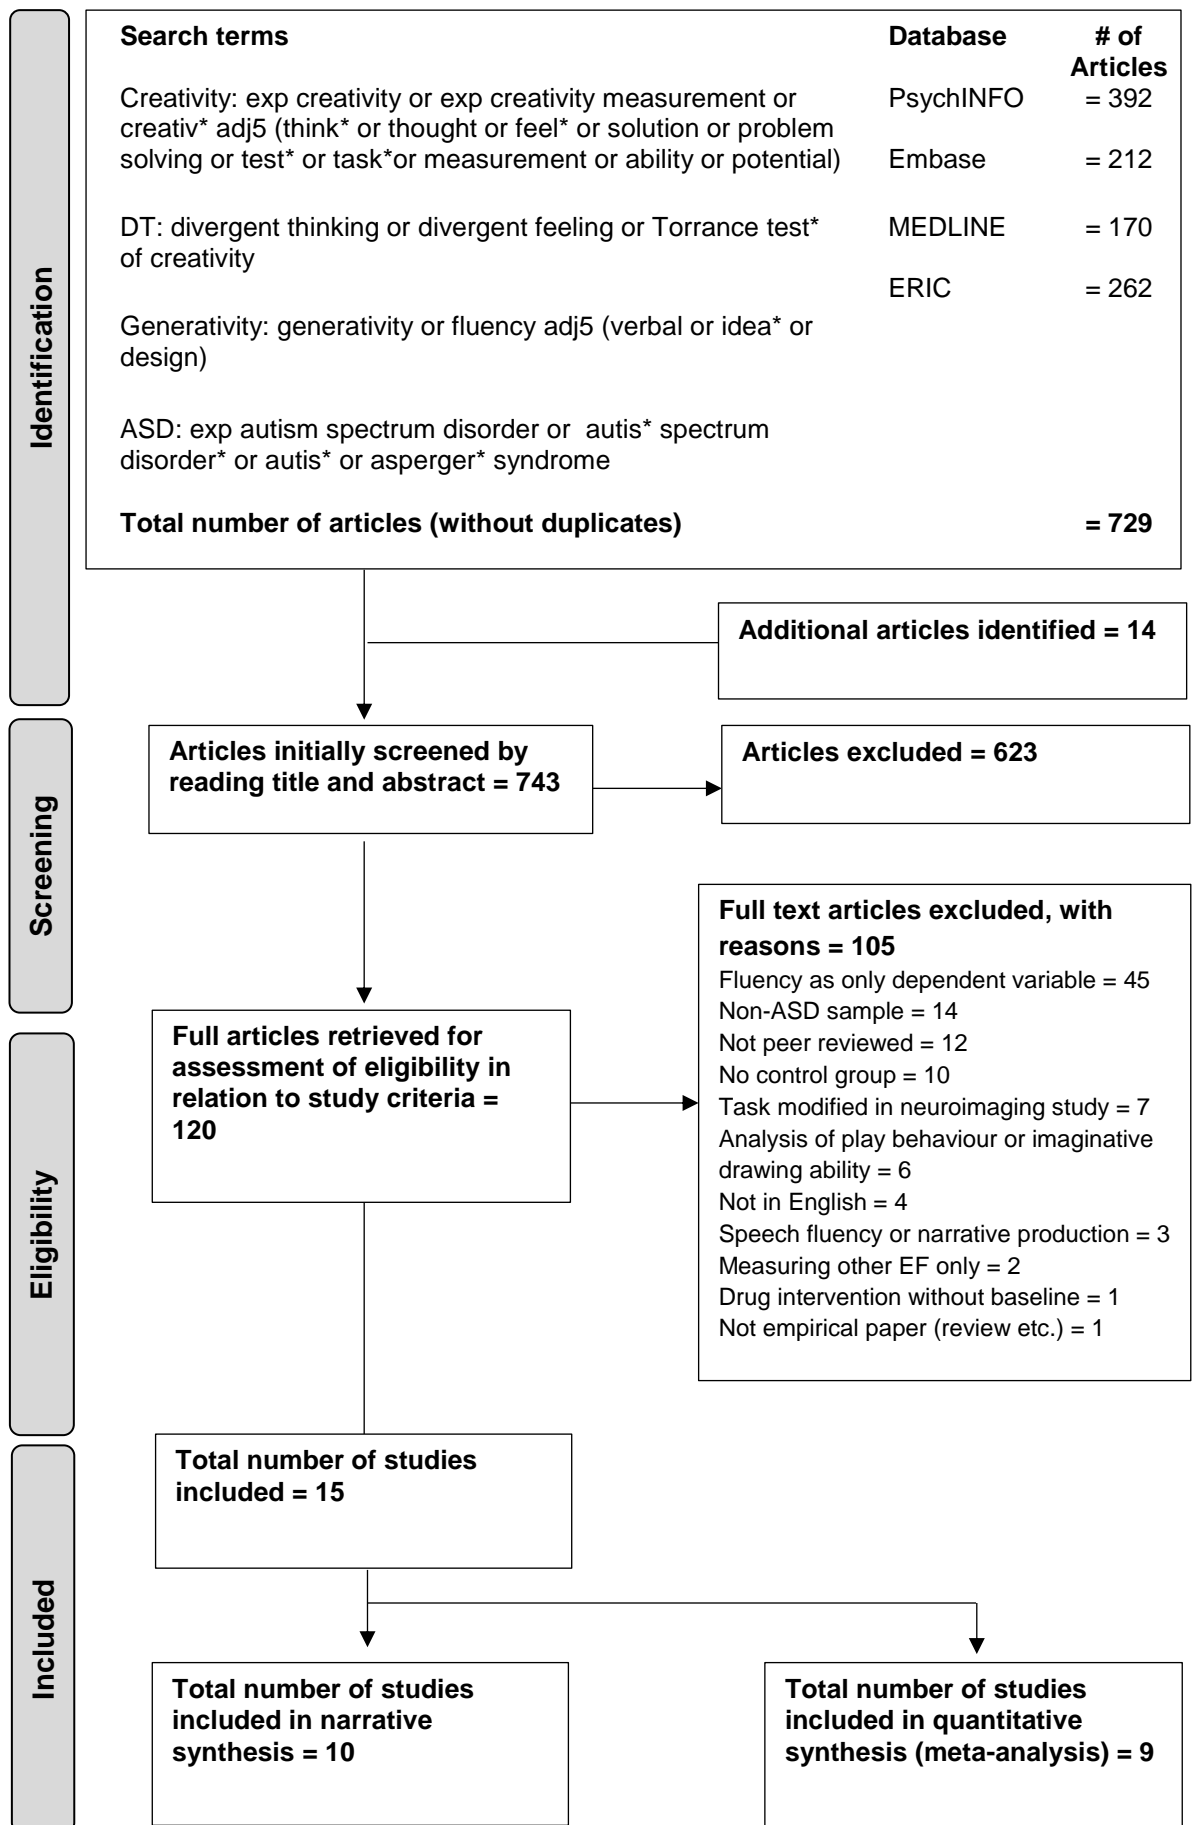 Identification
Search terms Database # of
Articles
Creativity: exp creativity or exp creativity measurement or PsychINFO = 392
creativ* adj5 (think* or thought or feel* or solution or problem
solving or test* or task*or measurement or ability or potential) Embase = 212
DT: divergent thinking or divergent feeling or Torrance test* MEDLINE = 170
of creativity
ERIC = 262
Generativity: generativity or fluency adj5 (verbal or idea* or
design)
ASD: exp autism spectrum disorder or autis* spectrum
disorder* or autis* or asperger* syndrome
Total number of articles (without duplicates) = 729
Additional articles identified = 14
Screening
Articles initially screened by
reading title and abstract = 743
Articles excluded = 623
Eligibility
Full articles retrieved for
assessment of eligibility in
relation to study criteria =
120
Full text articles excluded, with
reasons = 105
Fluency as only dependent variable = 45
Non-ASD sample = 14
Not peer reviewed = 12
No control group = 10
Task modified in neuroimaging study = 7
Analysis of play behaviour or imaginative
drawing ability = 6
Not in English = 4
Speech fluency or narrative production = 3
Measuring other EF only = 2
Drug intervention without baseline = 1
Not empirical paper (review etc.) = 1
Included
Total number of studies
included = 15
Total number of studies
included in narrative
synthesis = 10
Total number of studies
included in quantitative
synthesis (meta-analysis) = 9